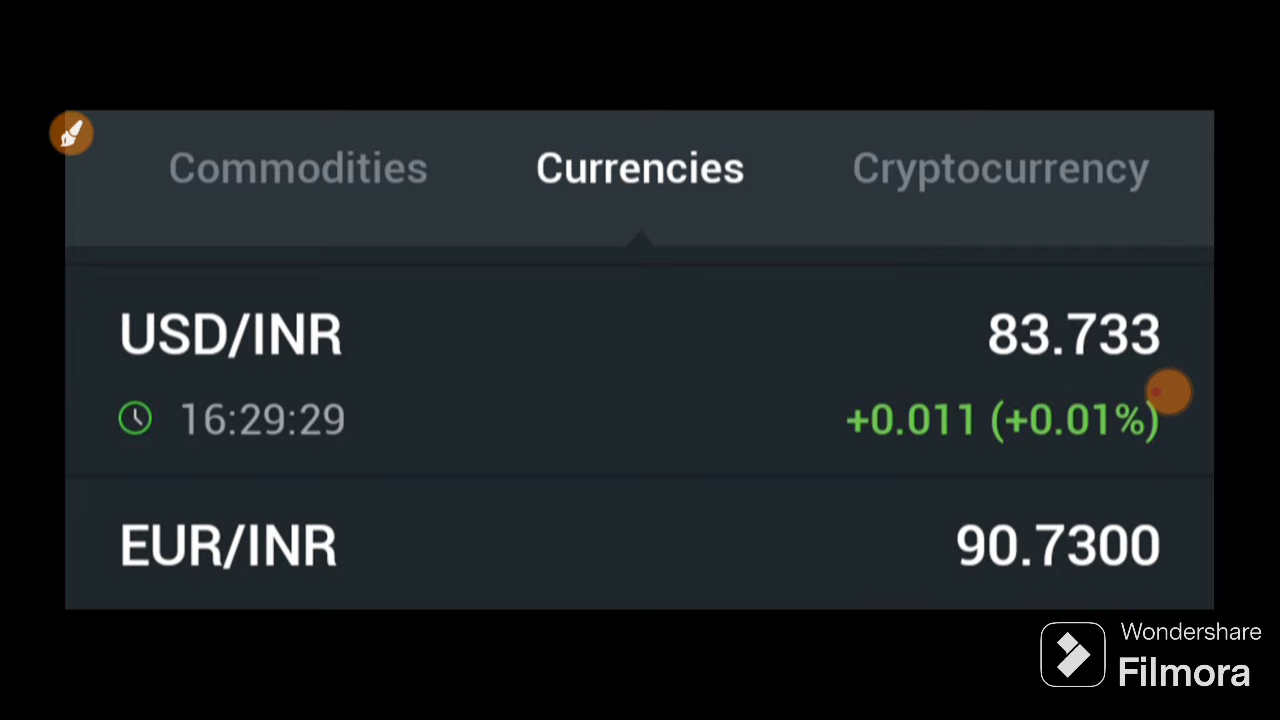 Commodities Currencies Cryptocurrency
USD/INR 83.733
16:29:29 +0.011 (+0.01%)
EUR/INR 90.7300
Wondershare
Filmora